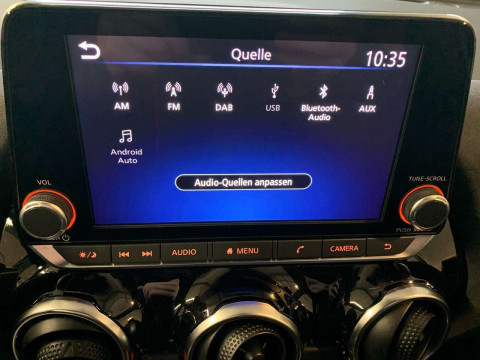 Quelle
10:35
AM FM DAB USB Bluetooth-Audio AUX
Android
Auto
Audio-Quellen anpassen
VOL
TUNE-SCROLL
PUSH
AUDIO MENU CAMERA